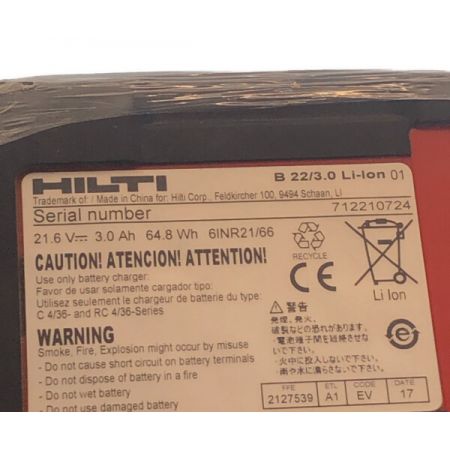 HILTI B 22/3.0 Li-Ion 01
Trademark of / Made in China for: Hilti Corp., Feldkircher 100, 9494 Schaan, LI
Serial number 712210724
21.6 V⎓ 3.0 Ah 64.8 Wh 6INR21/66
CAUTION! ATENCION! ATTENTION!
Use only battery charger:
Favor de usar solamente cargador tipo:
Utilisez seulement le chargeur de type:
C 4/36- and RC 4/36-Series
RECYCLE
Li Ion
WARNING
Smoke, Fire, Explosion might occur by misuse
- Do not cause short circuit on battery terminals
- Do not dispose of battery in a fire
- Do not wet battery
- Do not use damaged battery
⚠警告
発煙、発火、
破裂などの恐れがあります
・電池端子間を短絡させな
いでください
・火中に投入しないでください
・雨や水に濡らさないで
ください
FFE ETL CODE DATE
2127539 A1 EV 17